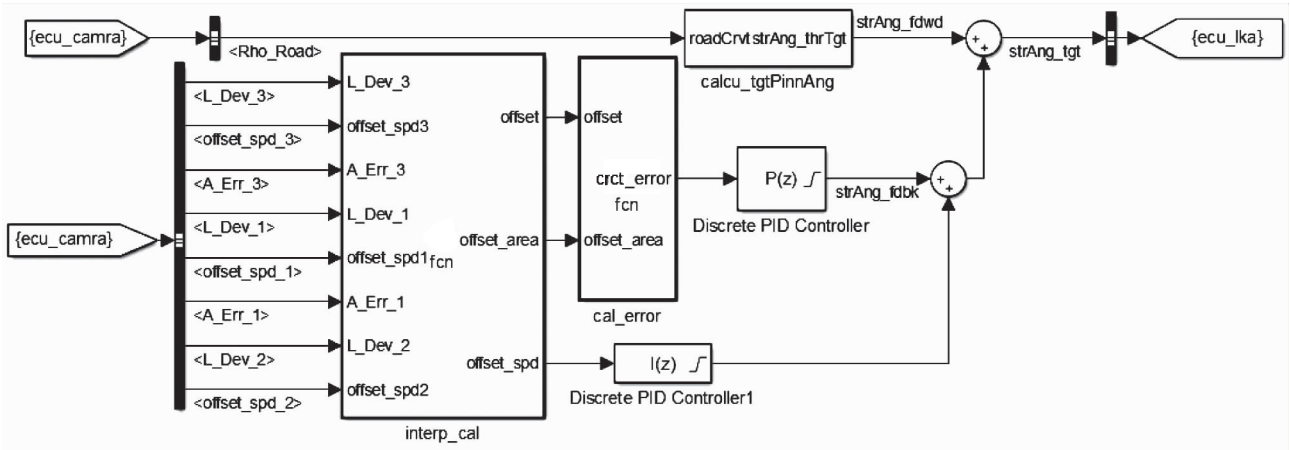 {ecu_camra}
<Rho_Road>
roadCrvt strAng_thrTgt
calcu_tgtPinnAng
strAng_fdwd
+
+
strAng_tgt
{ecu_lka}
{ecu_camra}
<L_Dev_3>
<offset_spd_3>
<A_Err_3>
<L_Dev_1>
<offset_spd_1>
<A_Err_1>
<L_Dev_2>
<offset_spd_2>
L_Dev_3
offset_spd3
A_Err_3
L_Dev_1
offset_spd1
A_Err_1
L_Dev_2
offset_spd2
fcn
offset
offset_area
offset_spd
interp_cal
offset
crct_error
fcn
offset_area
cal_error
P(z)
Discrete PID Controller
strAng_fdbk
+
+
I(z)
Discrete PID Controller1